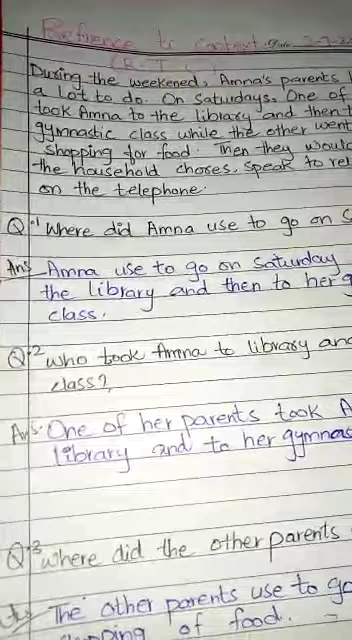 Reference to context.
(R.T.
During the weekened, Amna's parents
a lot to do. On Saturdays. One of
took Amna to the library and then
gymnastic class while the other went
shopping for food. Then they would
the household choses, speak to rel
on the telephone.
Q.1 Where did Amna use to go on S
Ans Amna use to go on Saturday
the library and then to her g
class.
Q.2 who took Amna to library and
class?
Ans. One of her parents took A
library and to her gymnas
Q.3 where did the other parents
The other parents use to go
shopping of food.